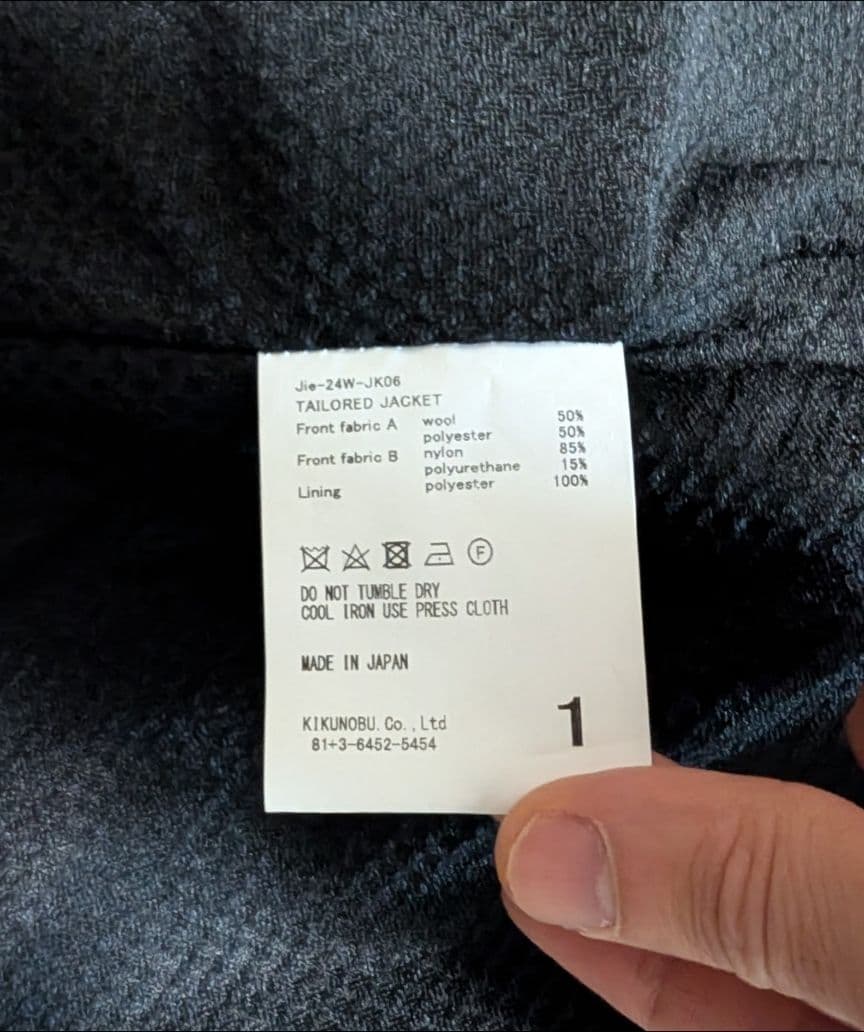 Jie-24W-JK06
TAILORED JACKET
Front fabric A wool 50%
polyester 50%
Front fabric B nylon 85%
polyurethane 15%
Lining polyester 100%
F
DO NOT TUMBLE DRY
COOL IRON USE PRESS CLOTH
MADE IN JAPAN
KIKUNOBU. Co., Ltd
81+3-6452-5454
1